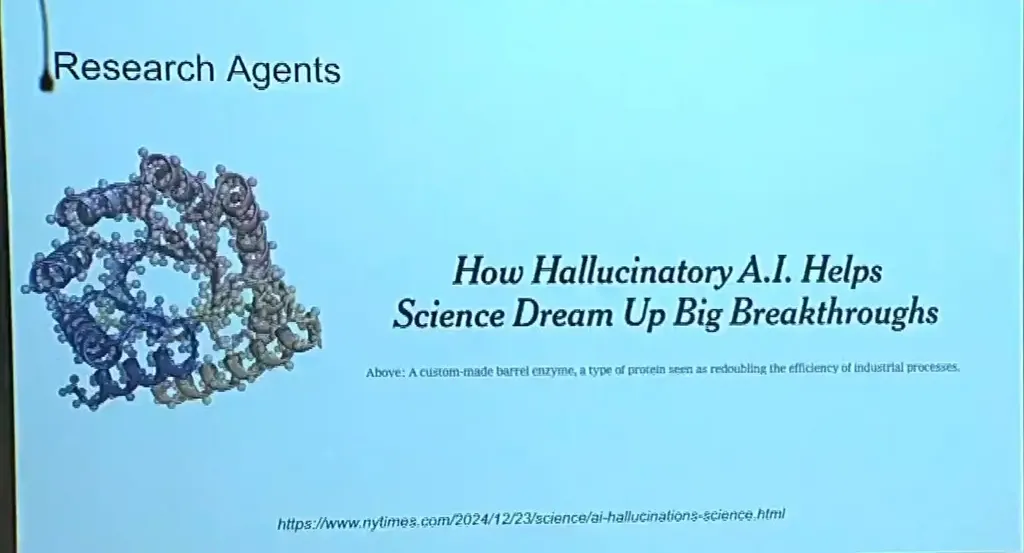 Research Agents
How Hallucinatory A.I. Helps
Science Dream Up Big Breakthroughs
Above: A custom-made barrel enzyme, a type of protein seen as redoubling the efficiency of industrial processes.
https://www.nytimes.com/2024/12/23/science/ai-hallucinations-science.html